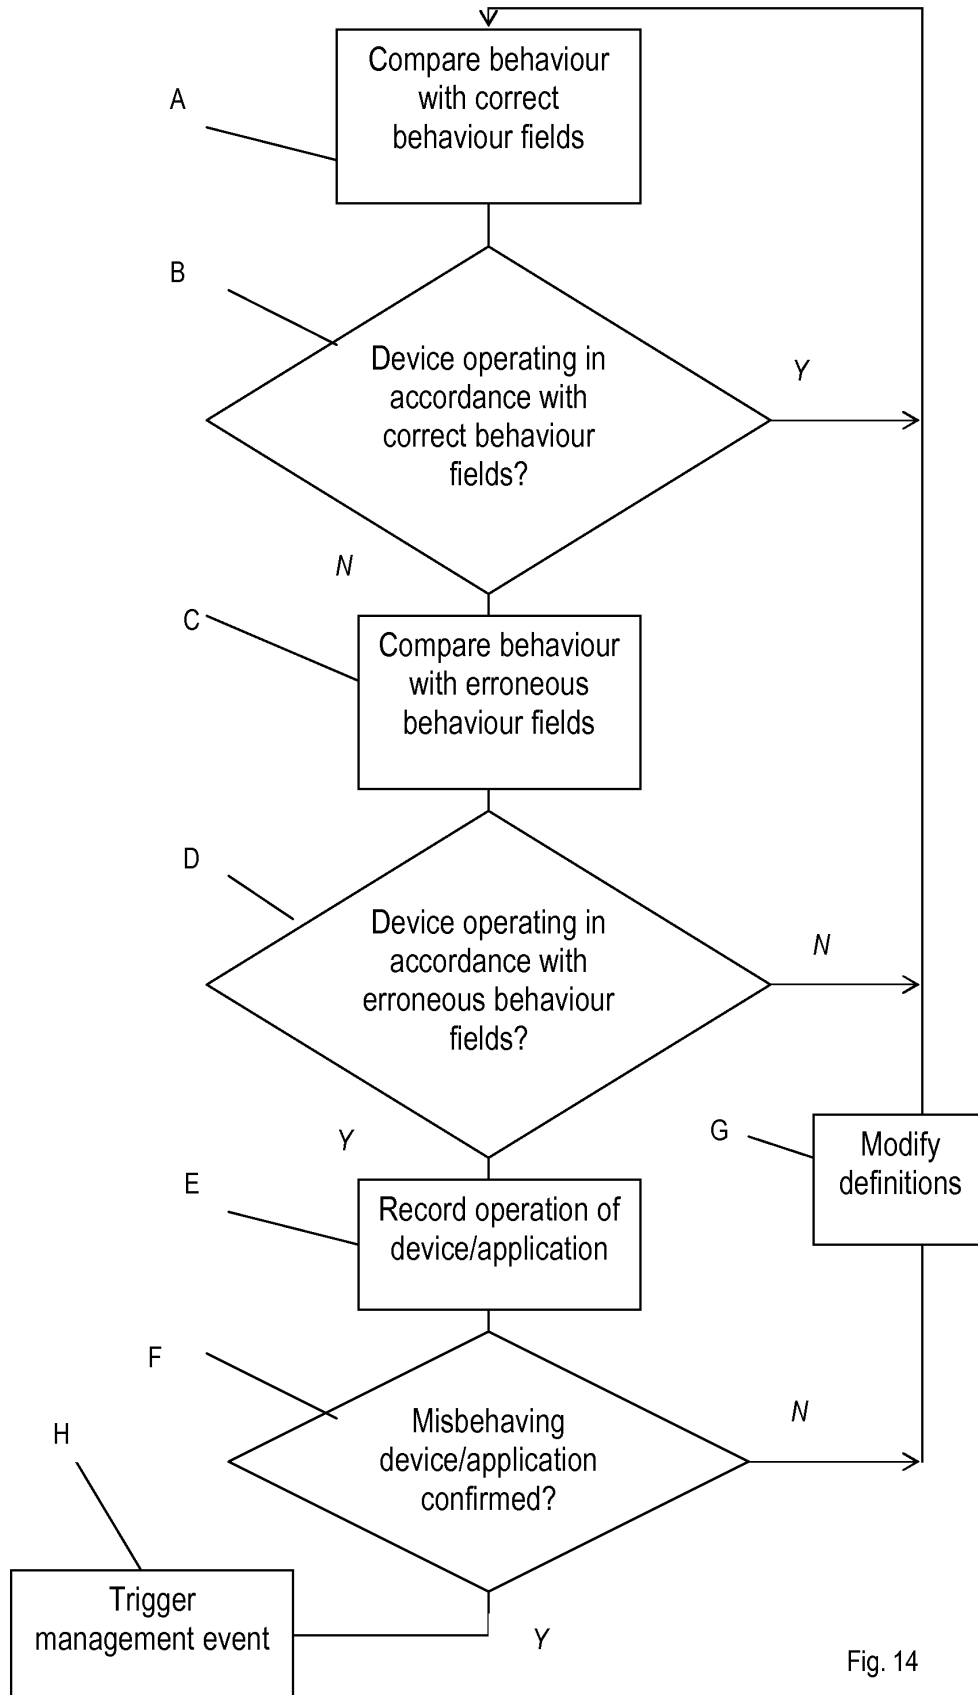 Compare behaviour
with correct
behaviour fields
A
B
Device operating in
accordance with
correct behaviour
fields?
Y
N
C
Compare behaviour
with erroneous
behaviour fields
D
Device operating in
accordance with
erroneous behaviour
fields?
N
Y
G
Modify
definitions
E
Record operation of
device/application
F
Misbehaving
device/application
confirmed?
N
H
Trigger
management event
Y
Fig. 14